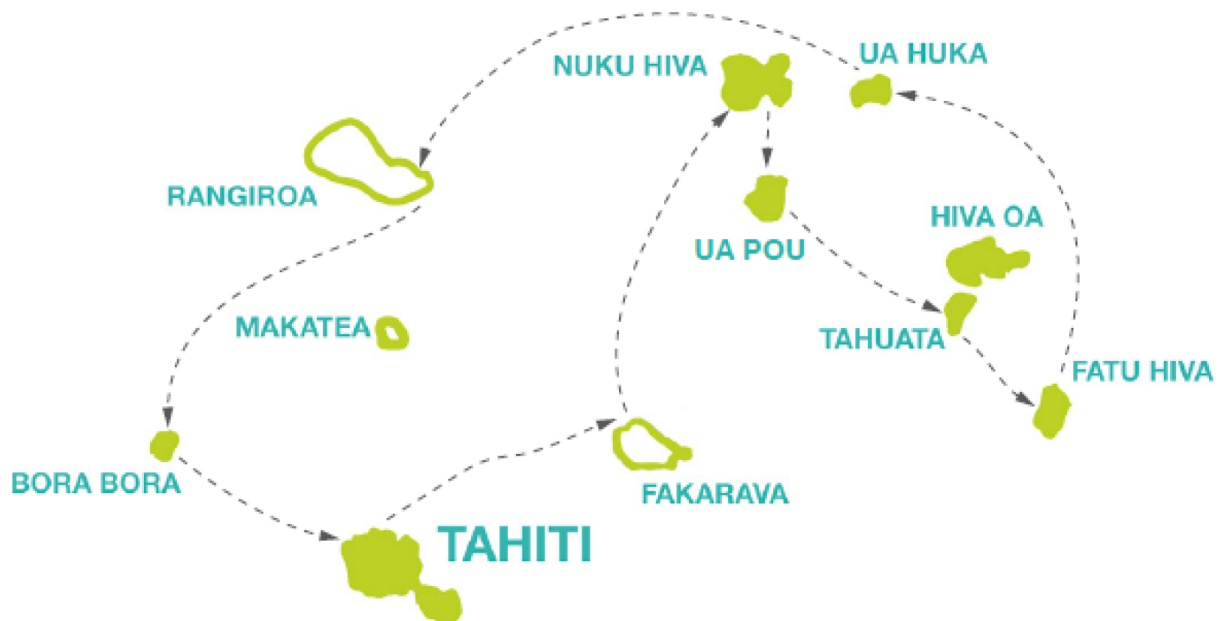 UA HUKA
NUKU HIVA
RANGIROA
HIVA OA
UA POU
MAKATEA
TAHUATA
FATU HIVA
BORA BORA
FAKARAVA
TAHITI